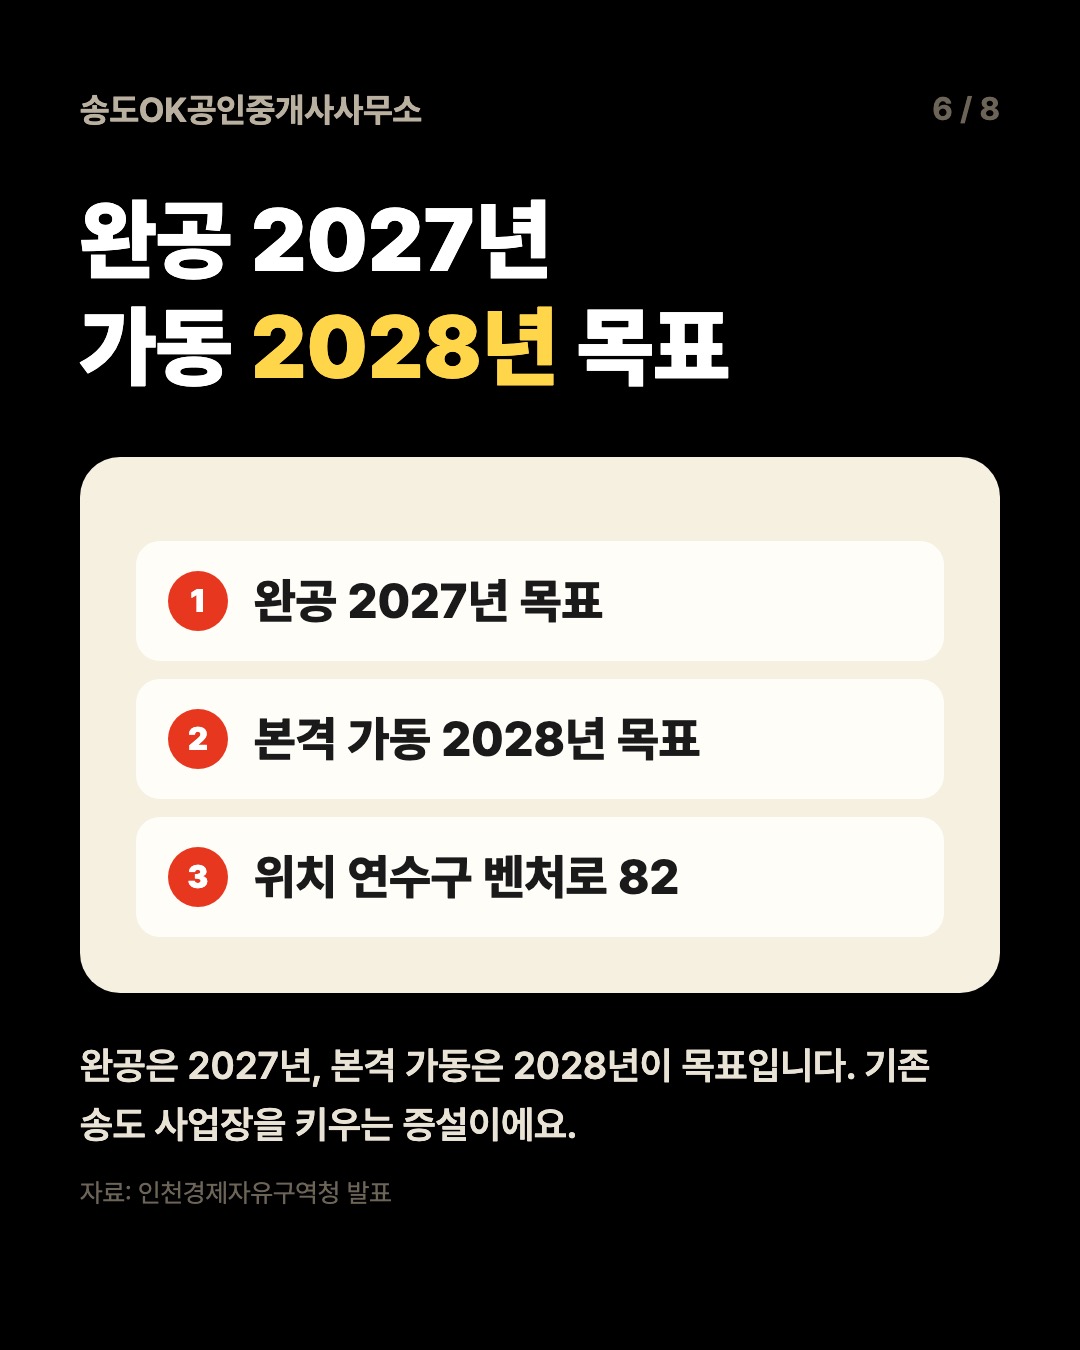 송도OK공인중개사사무소
6 / 8
완공 2027년
가동 2028년 목표
1 완공 2027년 목표
2 본격 가동 2028년 목표
3 위치 연수구 벤처로 82
완공은 2027년, 본격 가동은 2028년이 목표입니다. 기존
송도 사업장을 키우는 증설이에요.
자료: 인천경제자유구역청 발표